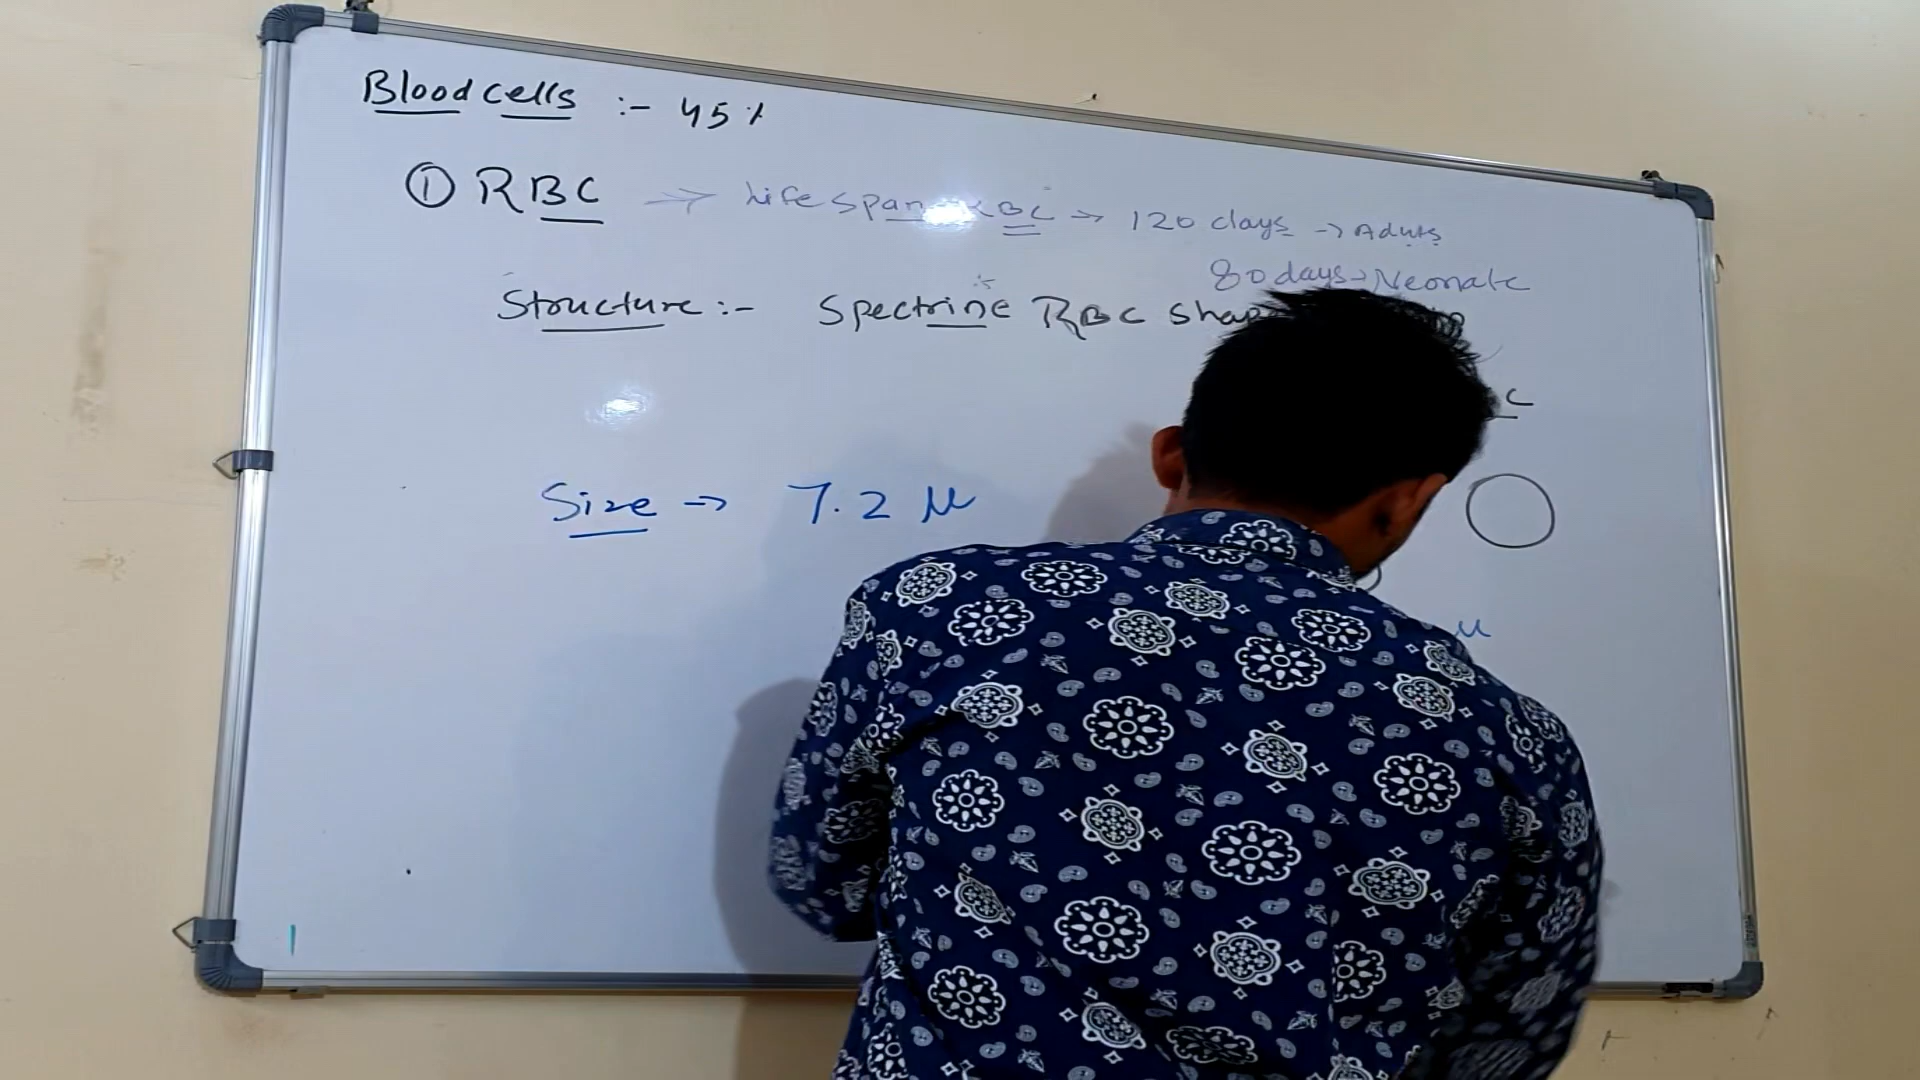 Blood cells :- 45%
① RBC → Life span RBC → 120 days → Adults
80 days → Neonate
Structure :- Spectrine RBC
Size → 7.2 µ
µ